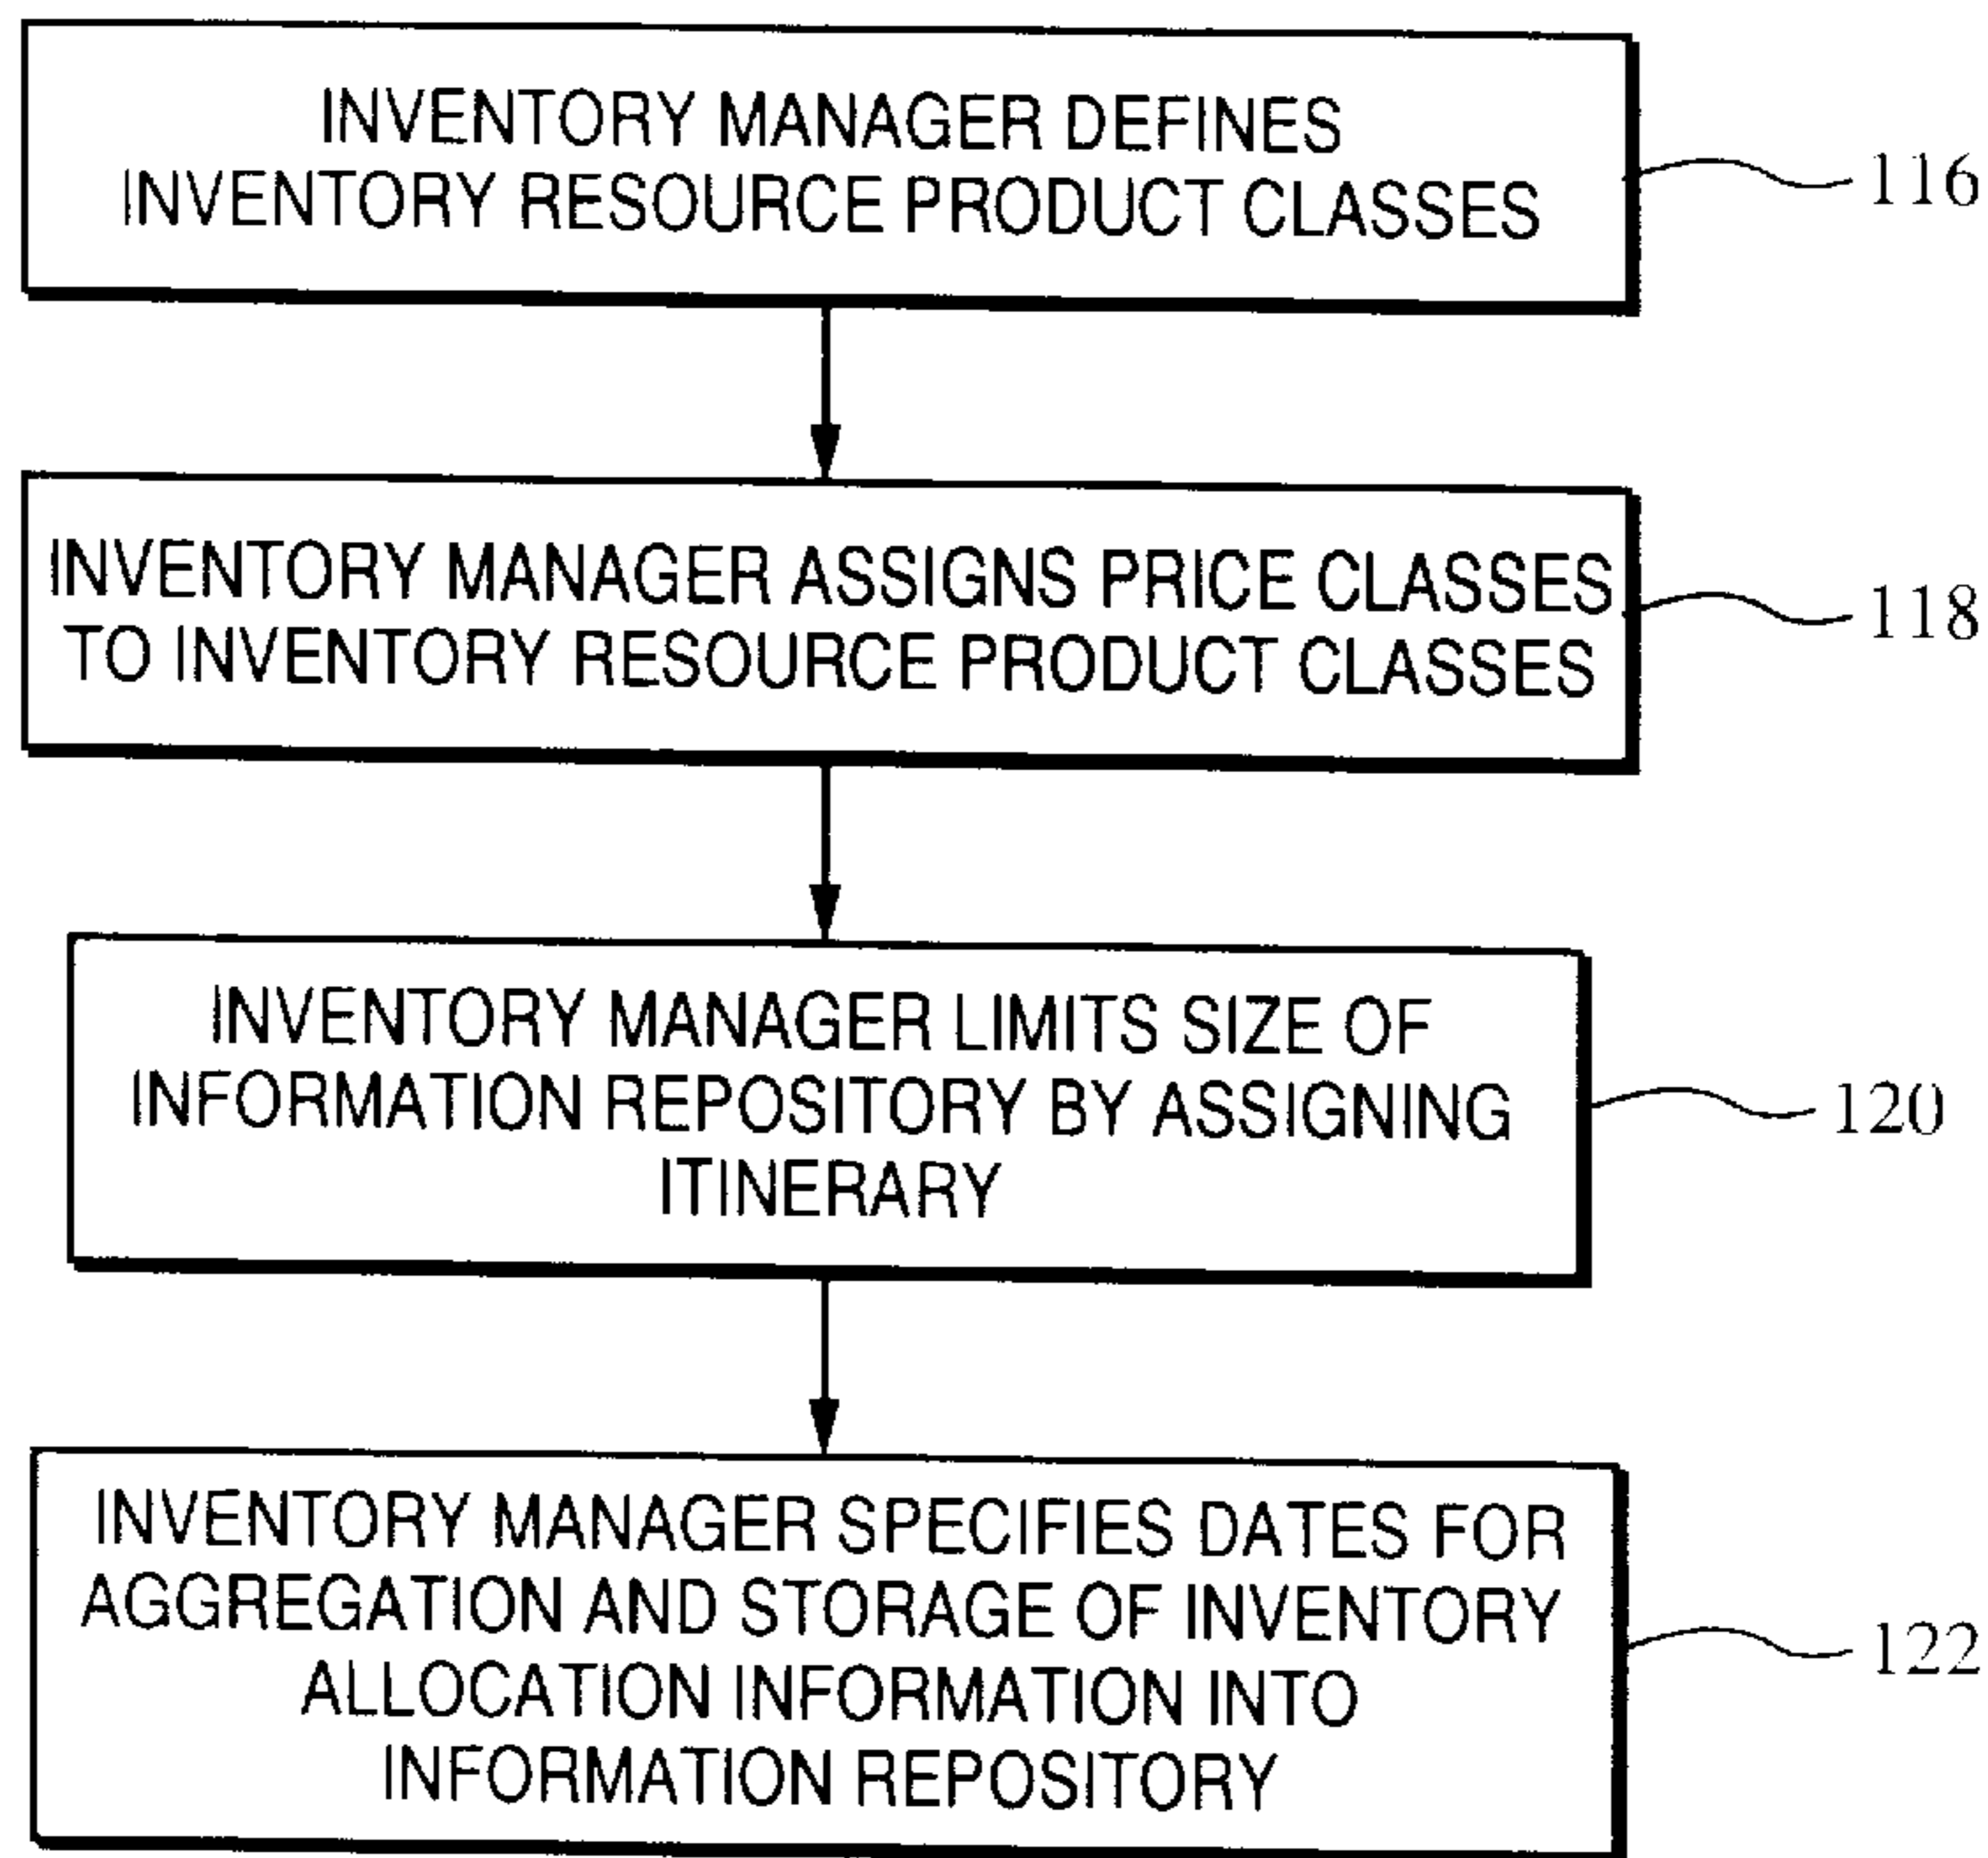 INVENTORY MANAGER DEFINES
INVENTORY RESOURCE PRODUCT CLASSES
116
INVENTORY MANAGER ASSIGNS PRICE CLASSES
TO INVENTORY RESOURCE PRODUCT CLASSES
118
INVENTORY MANAGER LIMITS SIZE OF
INFORMATION REPOSITORY BY ASSIGNING
ITINERARY
120
INVENTORY MANAGER SPECIFIES DATES FOR
AGGREGATION AND STORAGE OF INVENTORY
ALLOCATION INFORMATION INTO
INFORMATION REPOSITORY
122